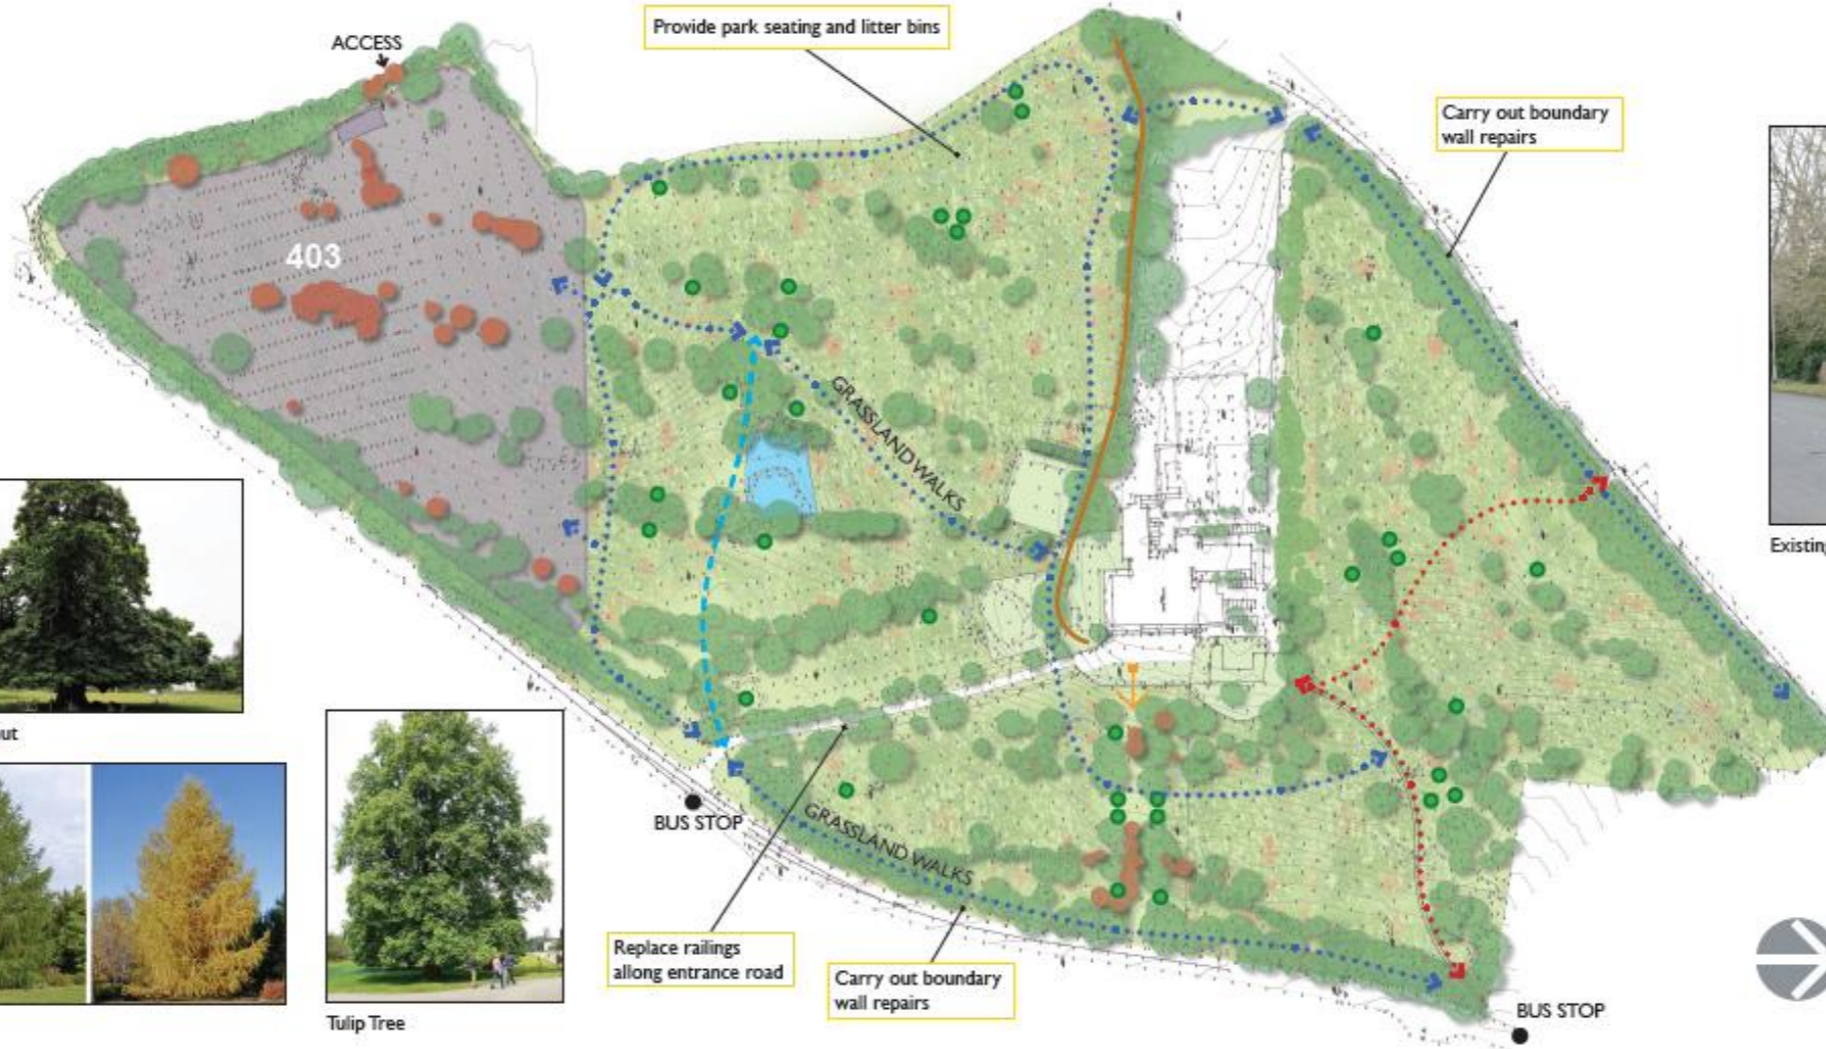 Provide park seating and litter bins
ACCESS
Carry out boundary
wall repairs
403
GRASSLAND WALKS
Existing
ut
BUS STOP
GRASSLAND WALKS
Replace railings
allong entrance road
Carry out boundary
wall repairs
Tulip Tree
BUS STOP